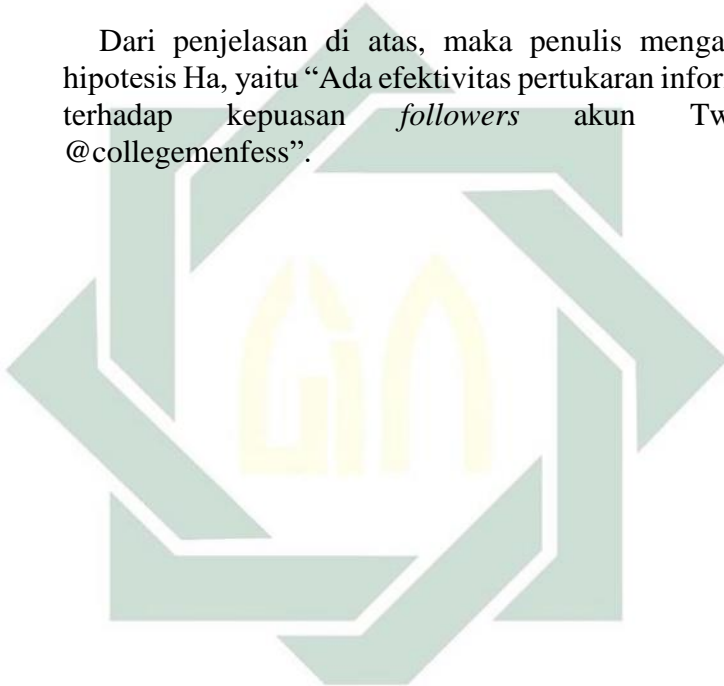 Dari penjelasan di atas, maka penulis menga
hipotesis Ha, yaitu “Ada efektivitas pertukaran infor
terhadap kepuasan followers akun Tw
@collegemenfess”.